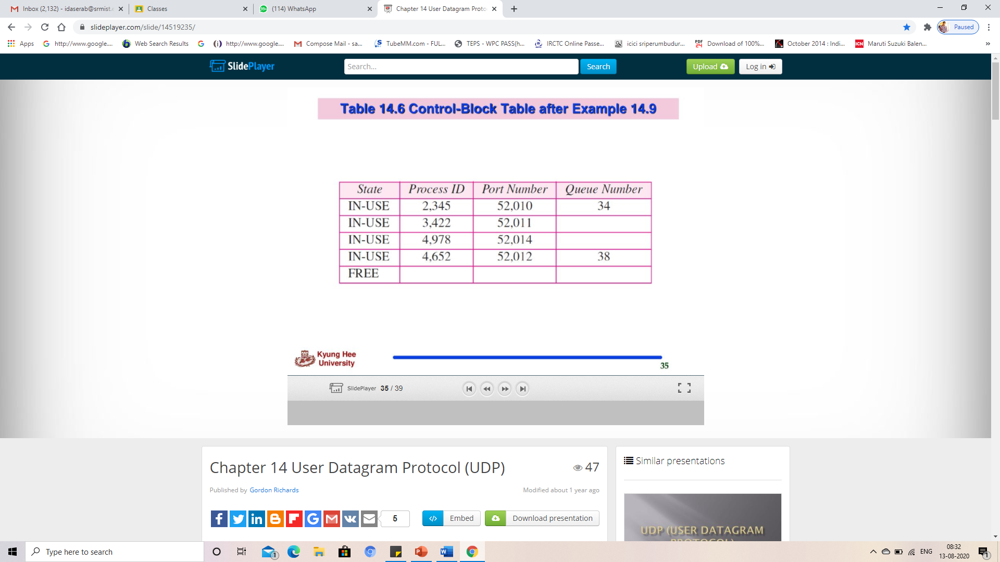 Inbox (2,132) - idaserab@srmist.e
Classes
(114) WhatsApp
Chapter 14 User Datagram Proto
slideplayer.com/slide/14519235/
Paused
Apps
http://www.google....
Web Search Results
http://www.google....
Compose Mail - sa...
TubeMM.com - FUL...
TEPS - WPC PASS(h...
IRCTC Online Passe...
icici sriperumbudur...
Download of 100%...
October 2014 : Indi...
Maruti Suzuki Balen...
SlidePlayer
Search...
Search
Upload
Log in
Table 14.6 Control-Block Table after Example 14.9
State Process ID Port Number Queue Number
IN-USE 2,345 52,010 34
IN-USE 3,422 52,011
IN-USE 4,978 52,014
IN-USE 4,652 52,012 38
FREE
Kyung Hee
University
35
SlidePlayer 35 / 39
Chapter 14 User Datagram Protocol (UDP)
47
Published by Gordon Richards
Modified about 1 year ago
5
Embed
Download presentation
Similar presentations
UDP (USER DATAGRAM
PROTOCOL)
Type here to search
ENG
08:32
13-08-2020